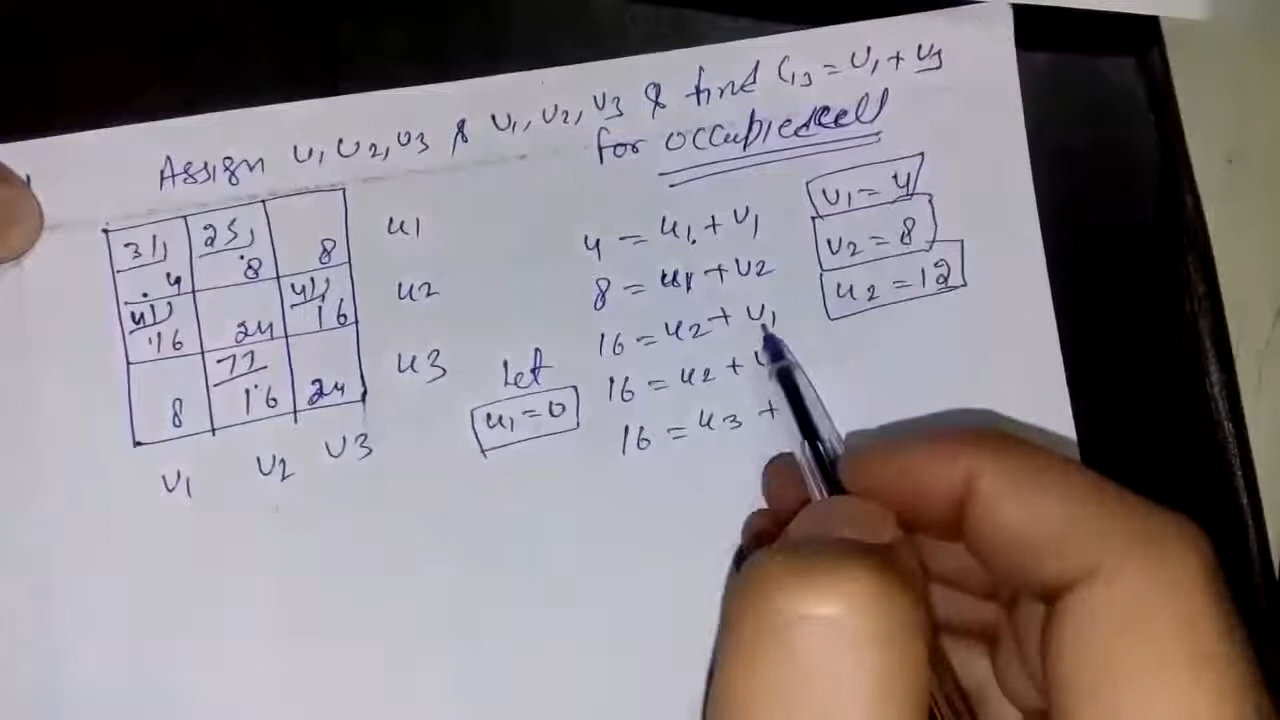 Assign u1 u2, u3 & v1, v2, v3 & find Cij = Ui + vj
for occupied cell
31, 25, u1
4 8 8
41, 41, u2
16 24 16
77 u3
8 16 24
v1 v2 v3
Let
u1 = 0
4 = u1 + v1
8 = u1 + v2
16 = u2 + v1
16 = u2 +
16 = u3 +
v1 = 4
v2 = 8
u2 = 12